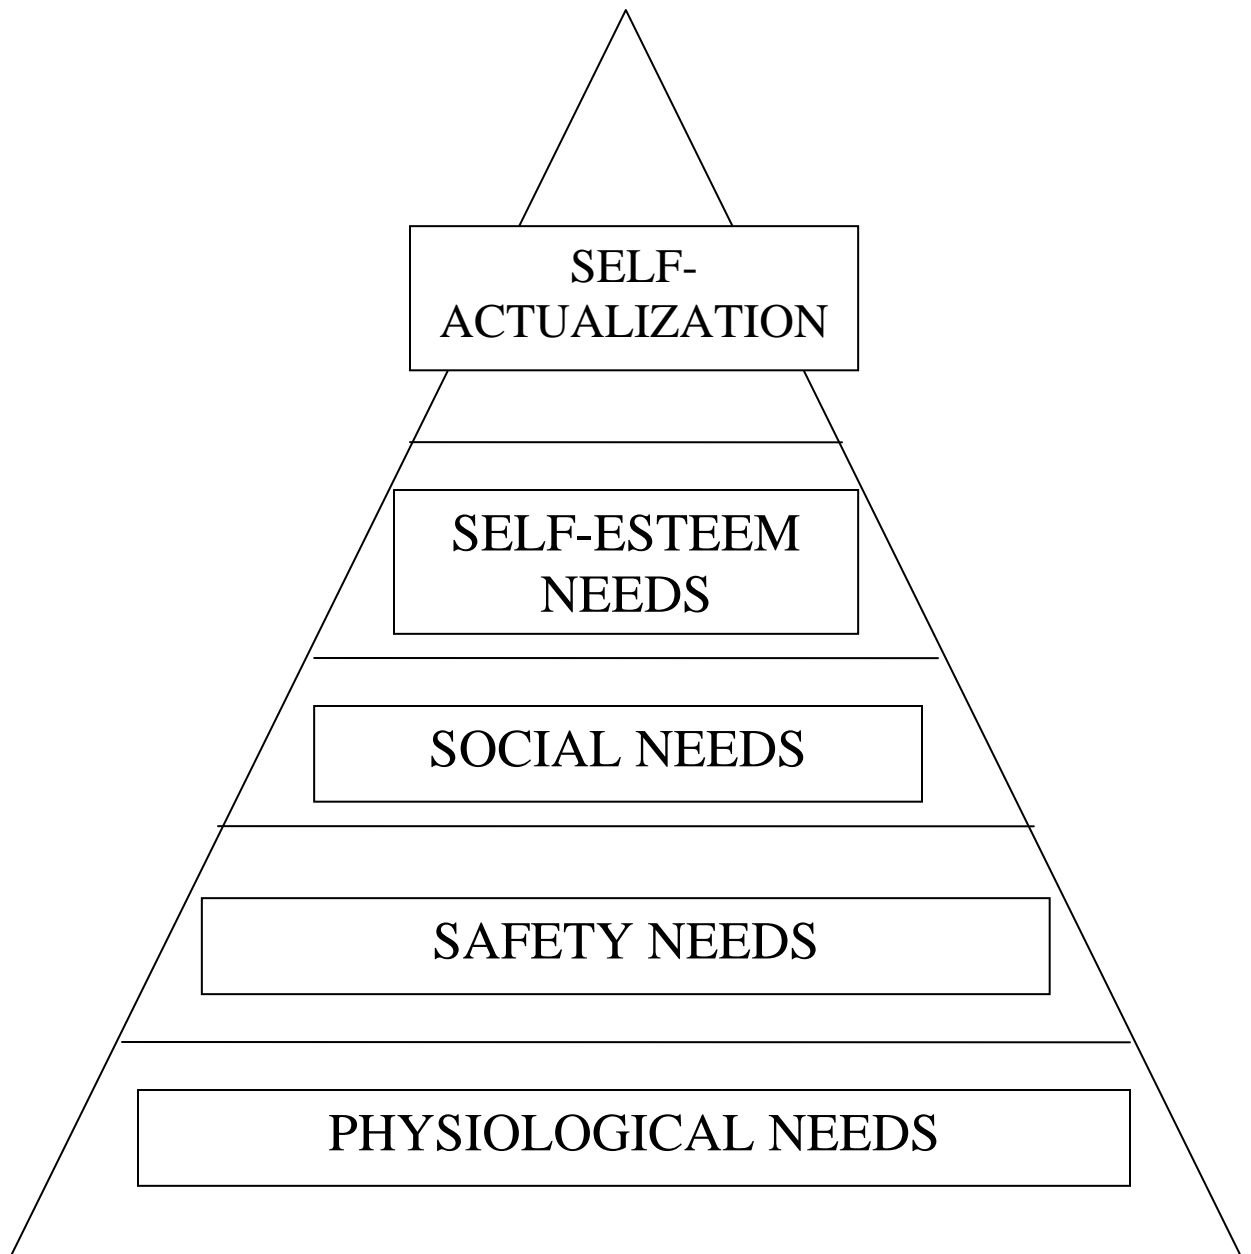 SELF-
ACTUALIZATION
SELF-ESTEEM
NEEDS
SOCIAL NEEDS
SAFETY NEEDS
PHYSIOLOGICAL NEEDS